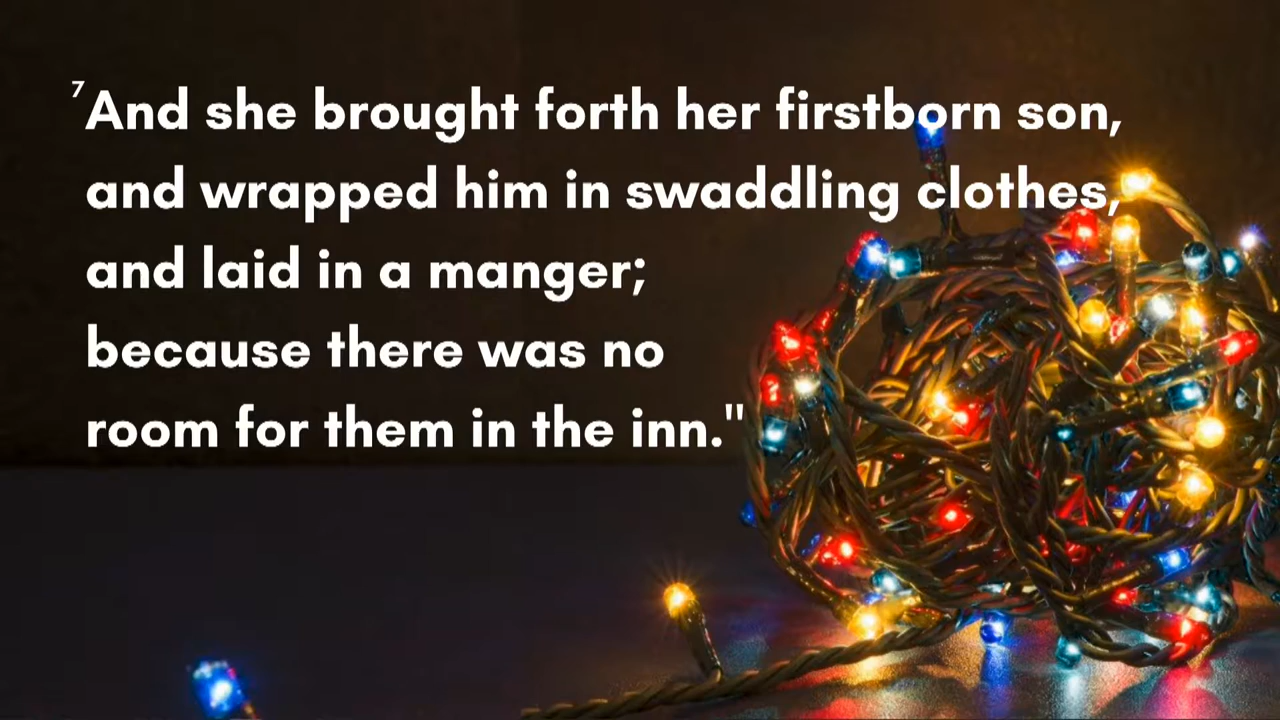 ⁷And she brought forth her firstborn son,
and wrapped him in swaddling clothes,
and laid in a manger;
because there was no
room for them in the inn."